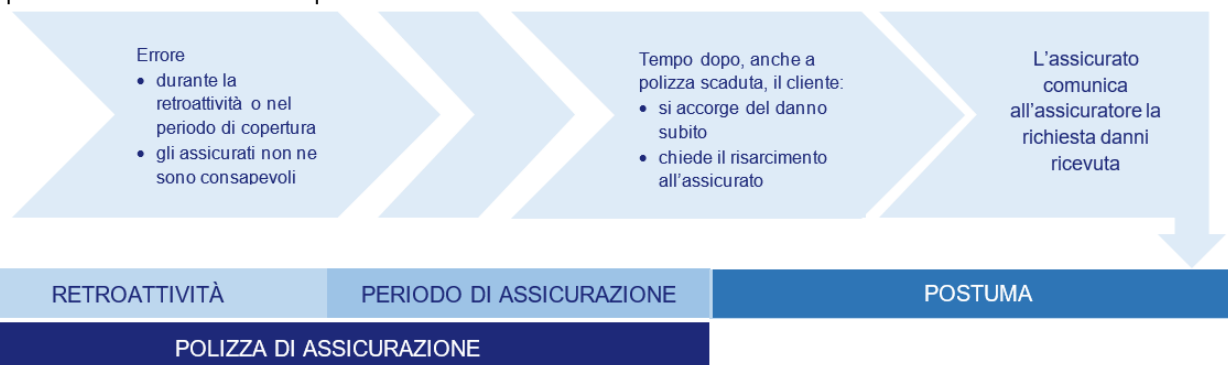 Errore
• durante la
retroattività o nel
periodo di copertura
• gli assicurati non ne
sono consapevoli
Tempo dopo, anche a
polizza scaduta, il cliente:
• si accorge del danno
subito
• chiede il risarcimento
all'assicurato
L'assicurato
comunica
all'assicuratore la
richiesta danni
ricevuta
RETROATTIVITÀ
PERIODO DI ASSICURAZIONE
POSTUMA
POLIZZA DI ASSICURAZIONE